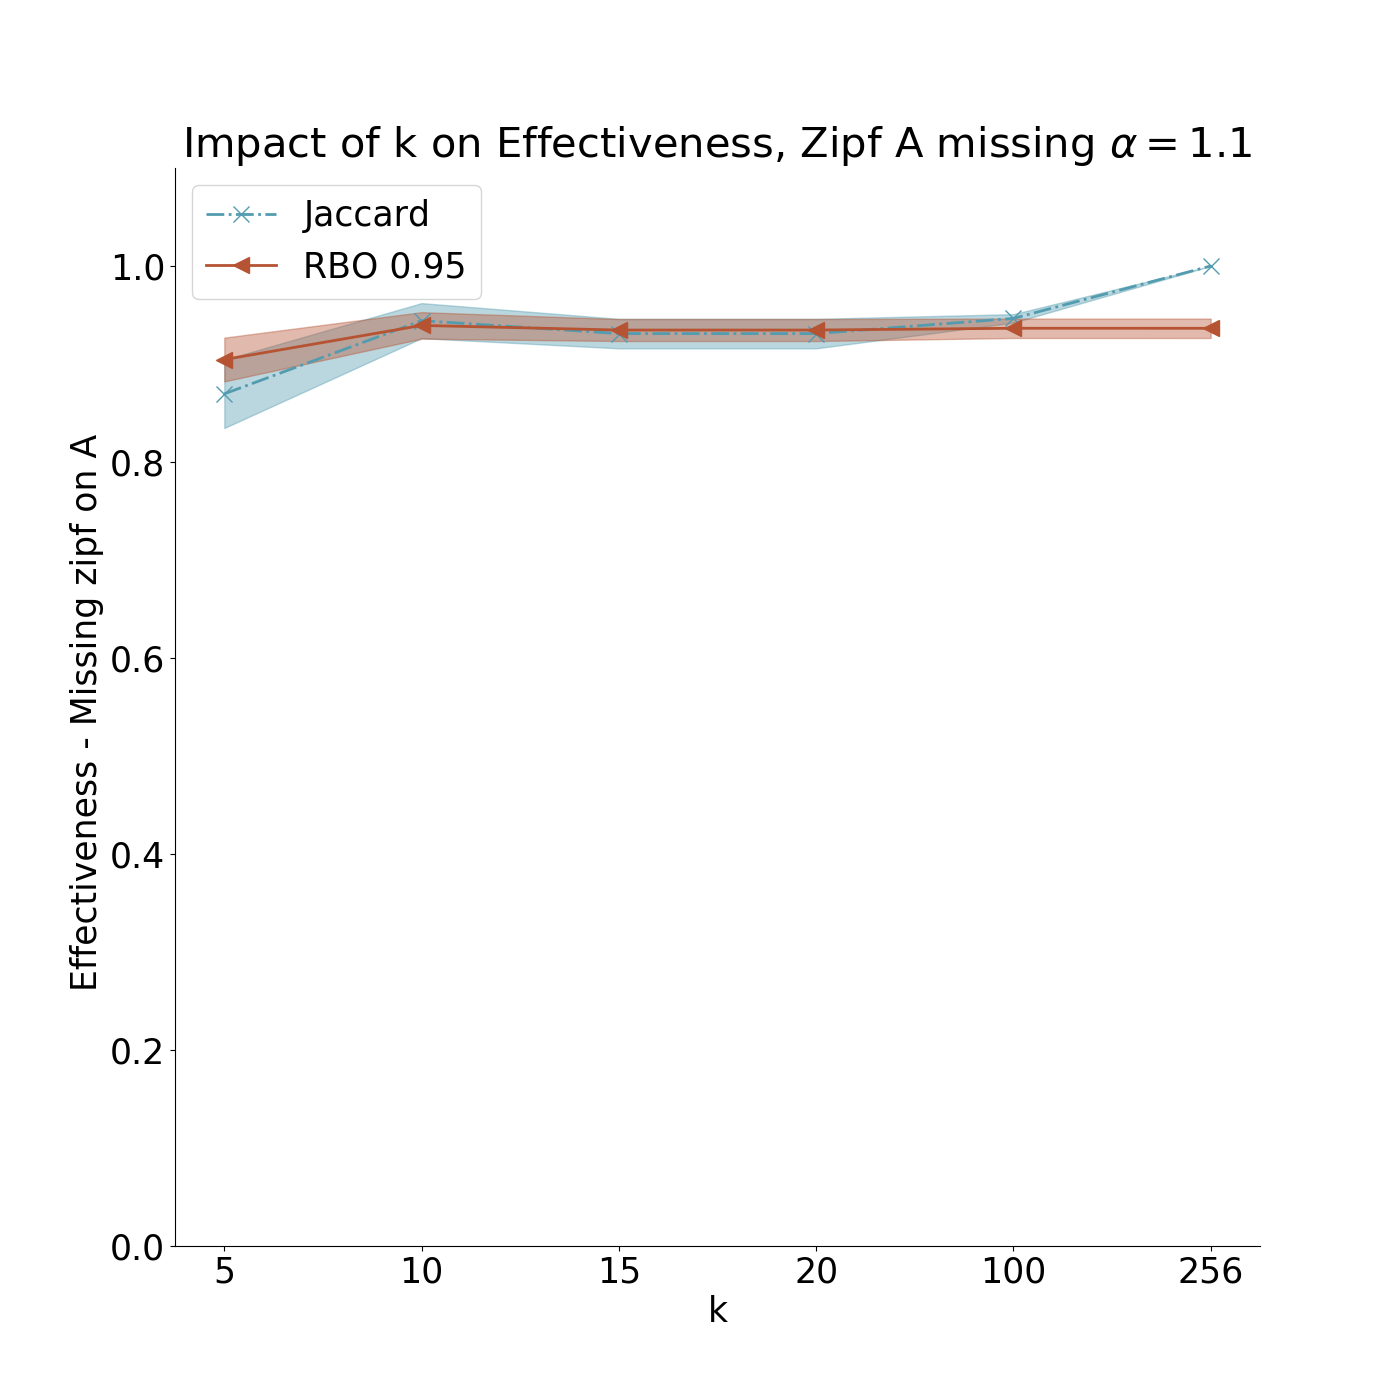 Impact of k on Effectiveness, Zipf A missing α = 1.1
Jaccard
RBO 0.95
Effectiveness - Missing zipf on A
1.0
0.8
0.6
0.4
0.2
0.0
5 10 15 20 100 256
k